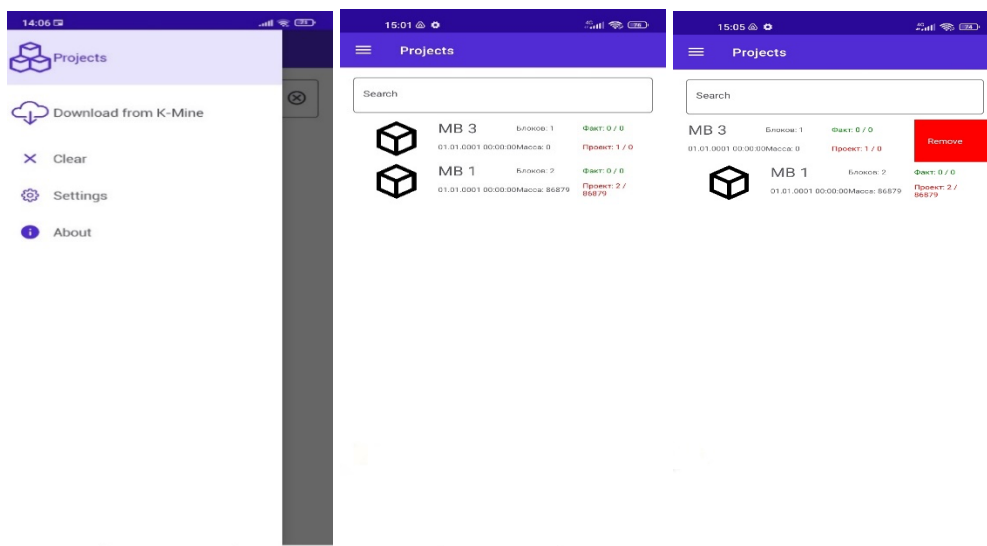 14:06
Projects
Download from K-Mine
Clear
Settings
About
15:01
Projects
Search
MB 3 Блоков: 1 Факт: 0 / 0
01.01.0001 00:00:00Масса: 0 Проект: 1 / 0
MB 1 Блоков: 2 Факт: 0 / 0
01.01.0001 00:00:00Масса: 86879 Проект: 2 /
86879
15:05
Projects
Search
MB 3 Блоков: 1 Факт: 0 / 0 Remove
01.01.0001 00:00:00Масса: 0 Проект: 1 / 0
MB 1 Блоков: 2 Факт: 0 / 0
01.01.0001 00:00:00Масса: 86879 Проект: 2 /
86879